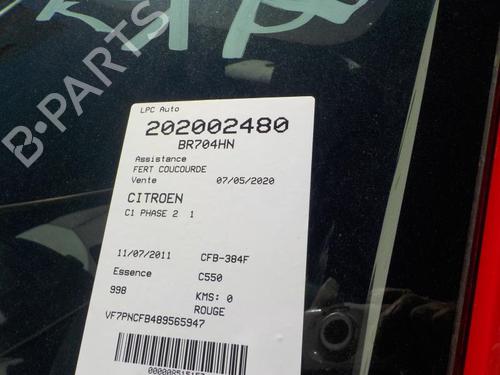 B-PARTS
LPC Auto
202002480
BR704HN
Assistance
FERT COUCOURDE
Vente 07/05/2020
CITROEN
C1 PHASE 2 1
11/07/2011 CFB-384F
Essence C550
998 KMS: 0
ROUGE
VF7PNCFB489565947